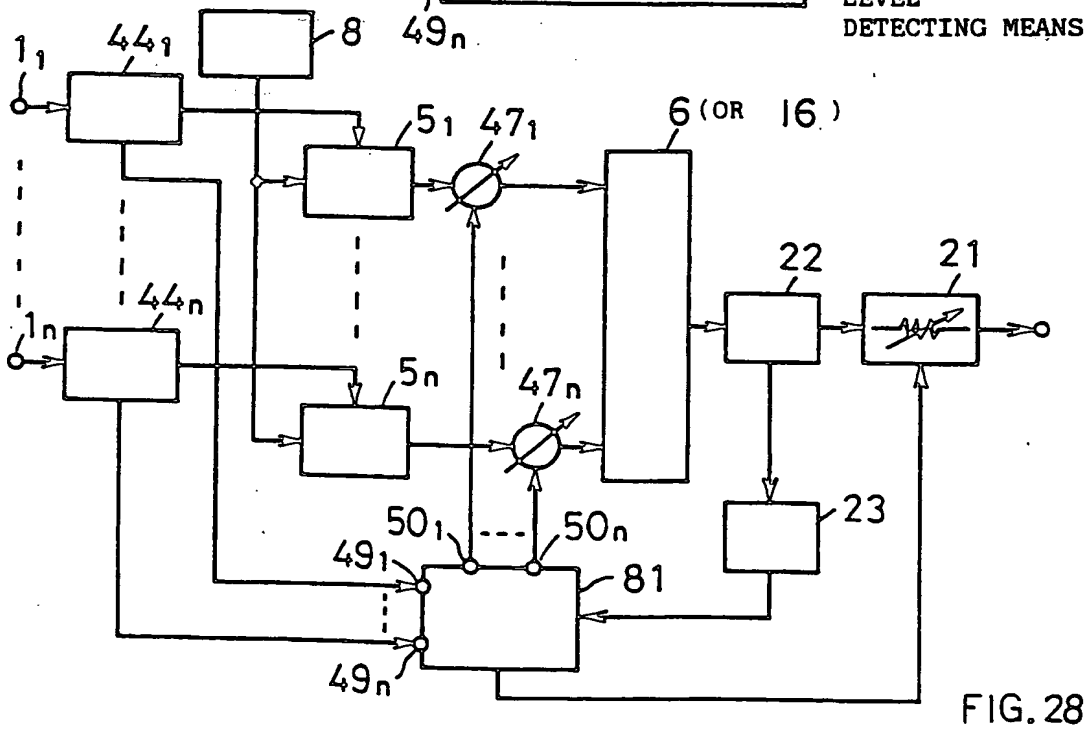 LEVEL
DETECTING MEANS
49n
8
1₁
44₁
5₁
47₁
6 (OR 16)
44n
1n
5n
47n
22
21
23
50₁
50n
49₁
81
49n
FIG. 28